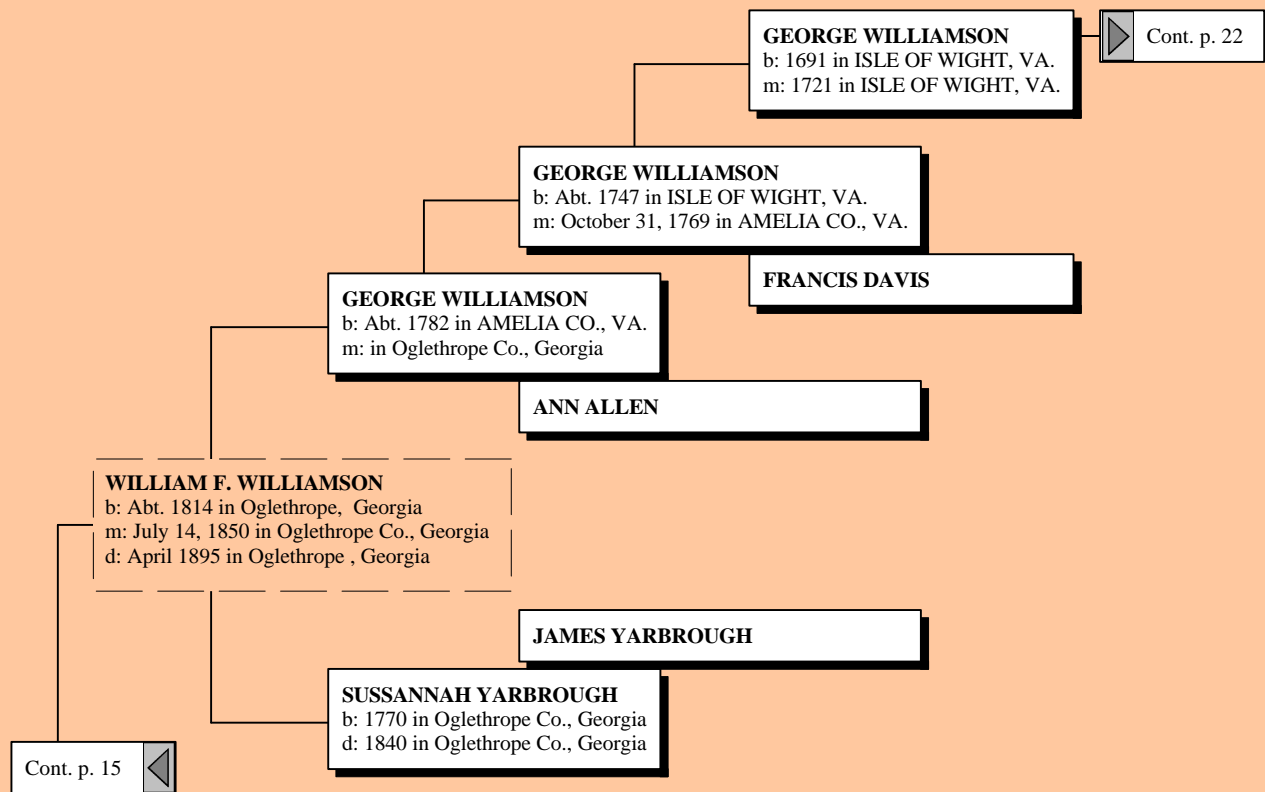 GEORGE WILLIAMSON
b: 1691 in ISLE OF WIGHT, VA.
m: 1721 in ISLE OF WIGHT, VA.
Cont. p. 22
GEORGE WILLIAMSON
b: Abt. 1747 in ISLE OF WIGHT, VA.
m: October 31, 1769 in AMELIA CO., VA.
FRANCIS DAVIS
GEORGE WILLIAMSON
b: Abt. 1782 in AMELIA CO., VA.
m: in Oglethrope Co., Georgia
ANN ALLEN
WILLIAM F. WILLIAMSON
b: Abt. 1814 in Oglethrope,  Georgia
m: July 14, 1850 in Oglethrope Co., Georgia
d: April 1895 in Oglethrope , Georgia
JAMES YARBROUGH
SUSSANNAH YARBROUGH
b: 1770 in Oglethrope Co., Georgia
d: 1840 in Oglethrope Co., Georgia
Cont. p. 15